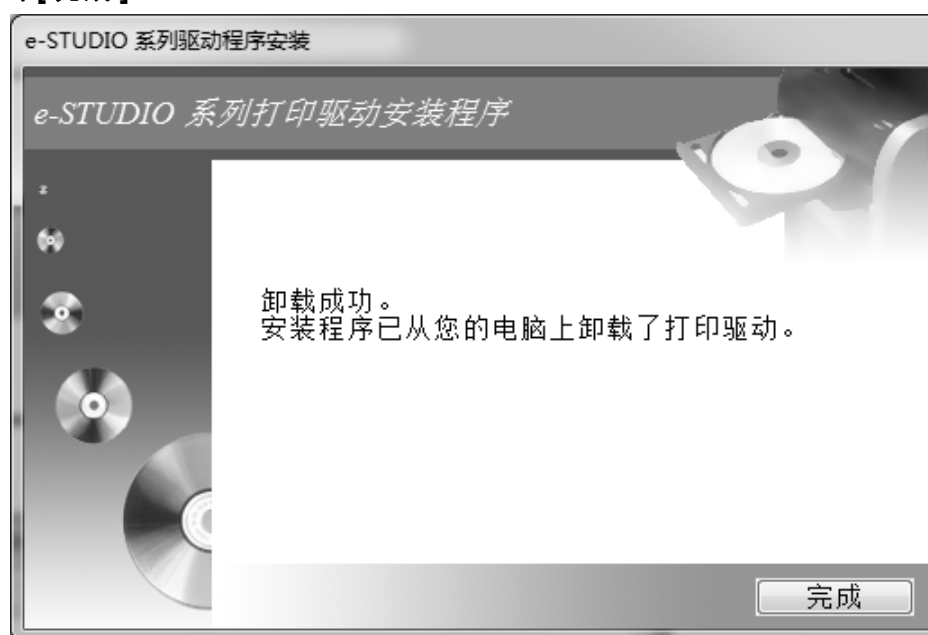 e-STUDIO 系列驱动程序安装
e-STUDIO 系列打印驱动安装程序
卸载成功。
安装程序已从您的电脑上卸载了打印驱动。
完成